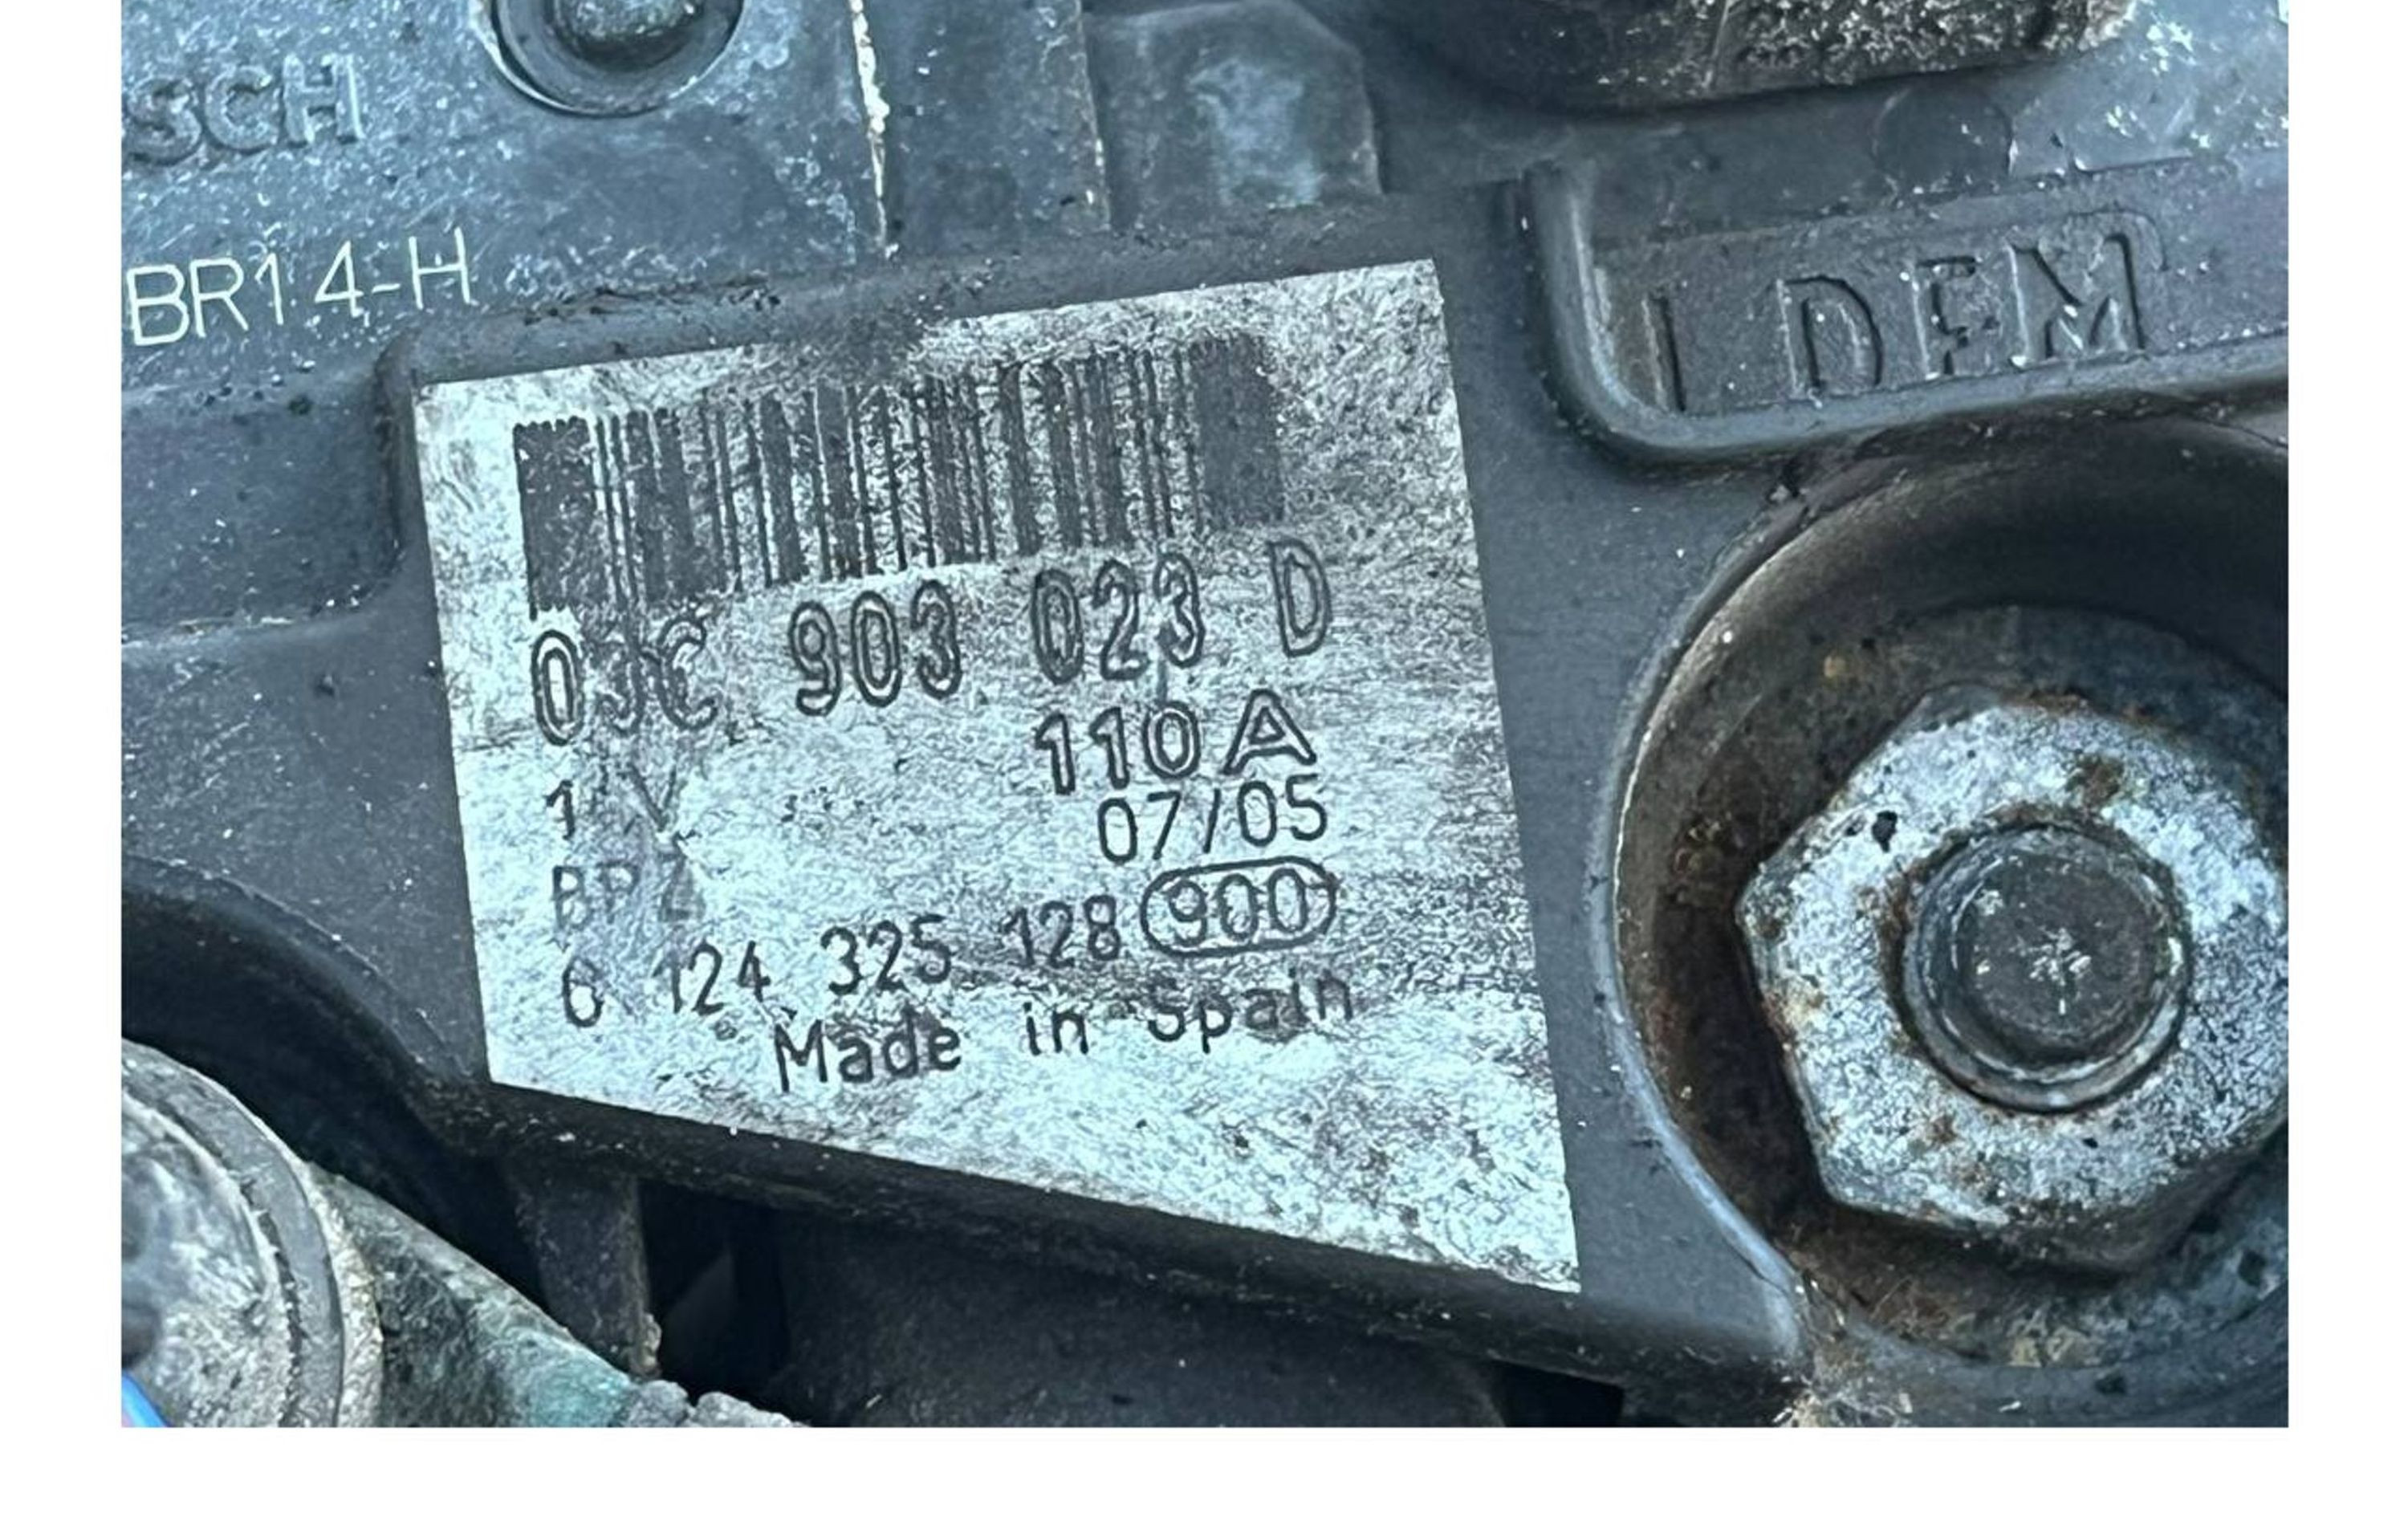 SCH
BR14-H
L DFM
03C 903 023 D
110A
07/05
6 124 325 128 900
Made in Spain